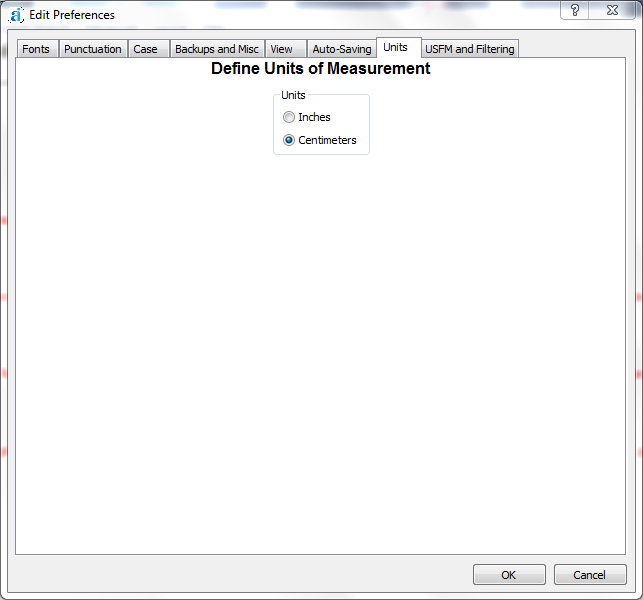 Edit Preferences
?
Fonts Punctuation Case Backups and Misc View Auto-Saving Units USFM and Filtering
Define Units of Measurement
Units
Inches
Centimeters
OK Cancel